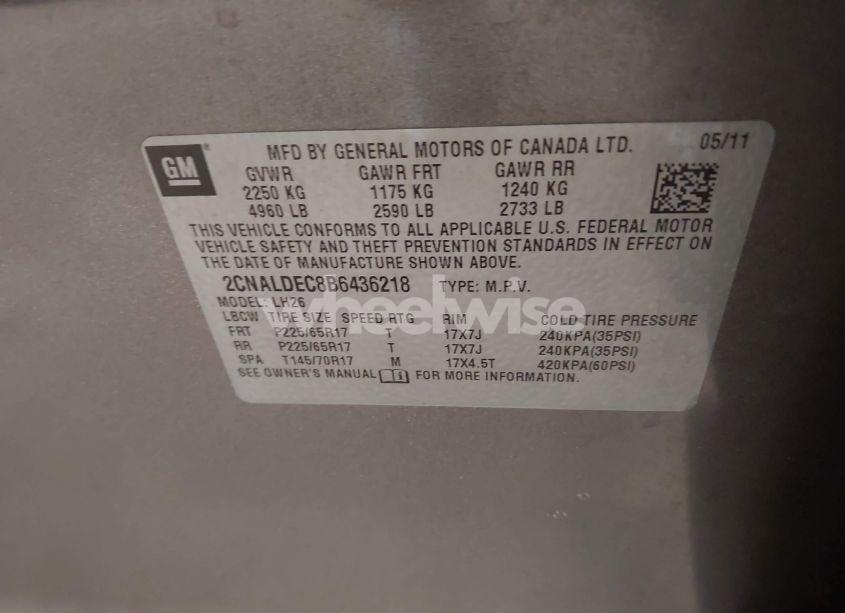 GM
MFD BY GENERAL MOTORS OF CANADA LTD. 05/11
GVWR GAWR FRT GAWR RR
2250 KG 1175 KG 1240 KG
4960 LB 2590 LB 2733 LB
THIS VEHICLE CONFORMS TO ALL APPLICABLE U.S. FEDERAL MOTOR
VEHICLE SAFETY AND THEFT PREVENTION STANDARDS IN EFFECT ON
THE DATE OF MANUFACTURE SHOWN ABOVE.
2CNALDEC8B6436218 TYPE: M.P.V.
MODEL: LH26
wheelwise
LBCW TIRE SIZE SPEED RTG RIM COLD TIRE PRESSURE
FRT P225/65R17 T 17X7J 240KPA(35PSI)
RR P225/65R17 T 17X7J 240KPA(35PSI)
SPA T145/70R17 M 17X4.5T 420KPA(60PSI)
SEE OWNER'S MANUAL FOR MORE INFORMATION.